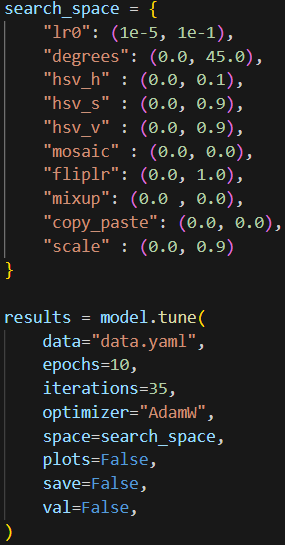 search_space = {
    "lr0": (1e-5, 1e-1),
    "degrees": (0.0, 45.0),
    "hsv_h" : (0.0, 0.1),
    "hsv_s" : (0.0, 0.9),
    "hsv_v" : (0.0, 0.9),
    "mosaic" : (0.0, 0.0),
    "fliplr": (0.0, 1.0),
    "mixup": (0.0 , 0.0),
    "copy_paste": (0.0, 0.0),
    "scale" : (0.0, 0.9)
}

results = model.tune(
    data="data.yaml",
    epochs=10,
    iterations=35,
    optimizer="AdamW",
    space=search_space,
    plots=False,
    save=False,
    val=False,
)